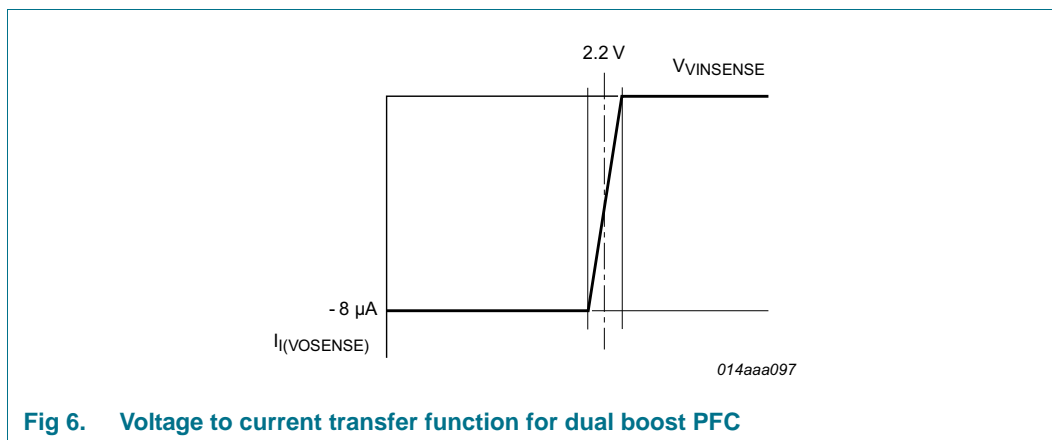 2.2 V
VVINSENSE
- 8 µA
II(VOSENSE)
014aaa097
Fig 6. Voltage to current transfer function for dual boost PFC